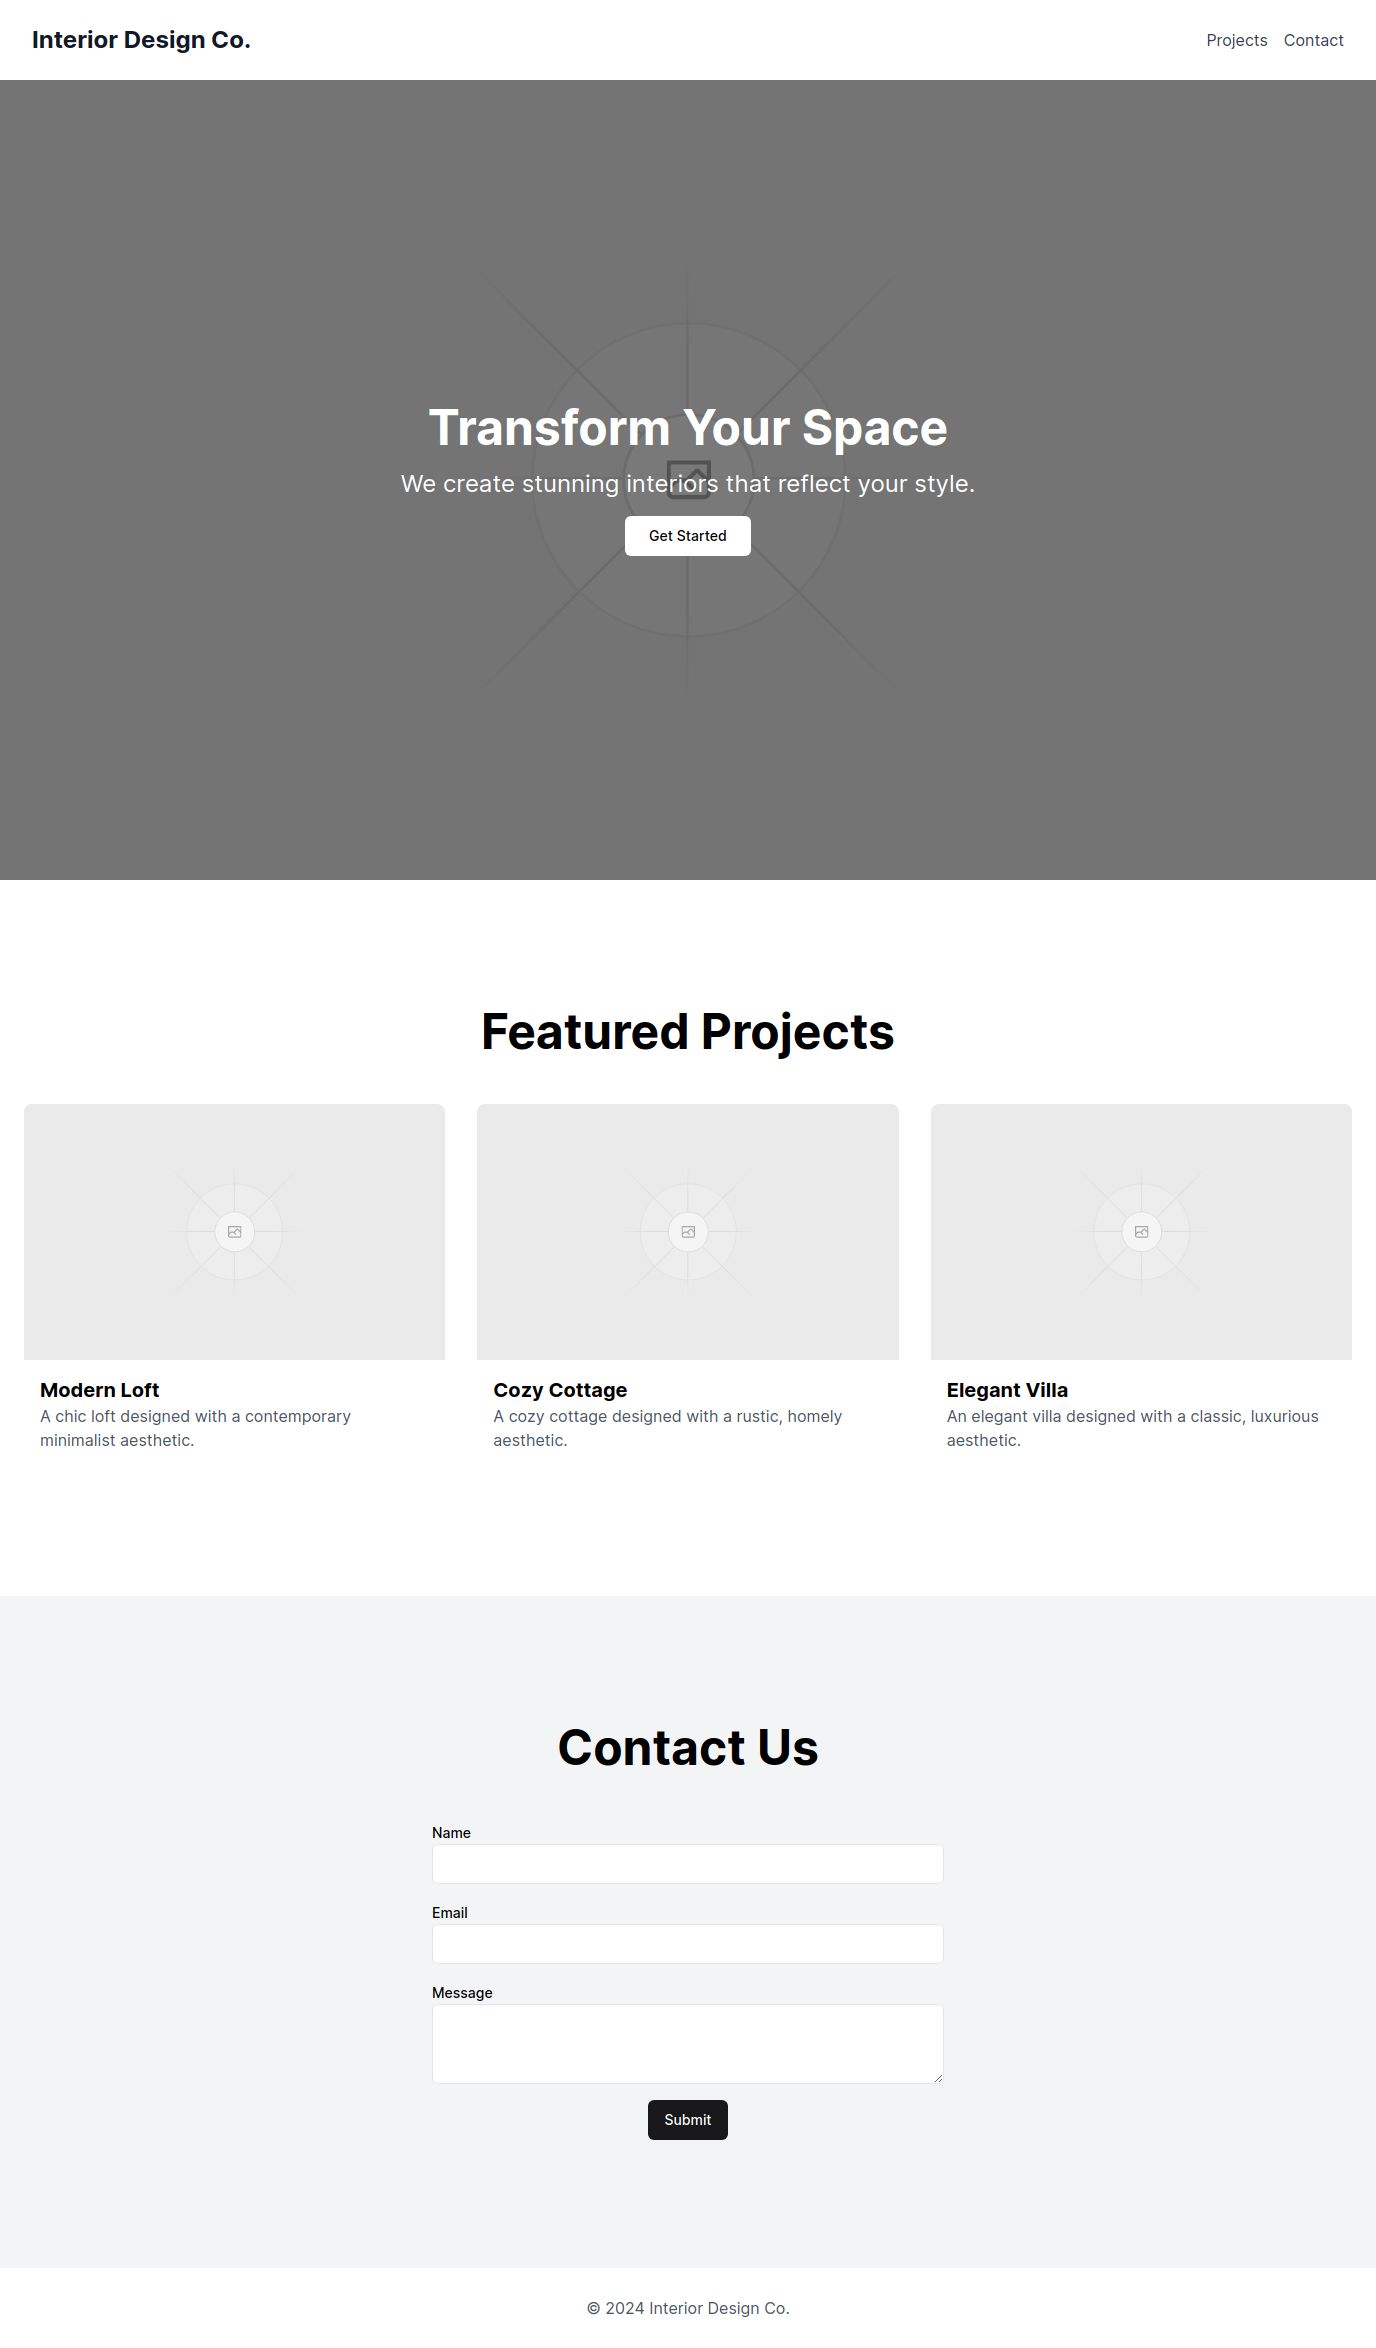 Interior Design Co.
Projects Contact
Transform Your Space
We create stunning interiors that reflect your style.
Get Started
Featured Projects
Modern Loft
A chic loft designed with a contemporary
minimalist aesthetic.
Cozy Cottage
A cozy cottage designed with a rustic, homely
aesthetic.
Elegant Villa
An elegant villa designed with a classic, luxurious
aesthetic.
Contact Us
Name
Email
Message
Submit
© 2024 Interior Design Co.